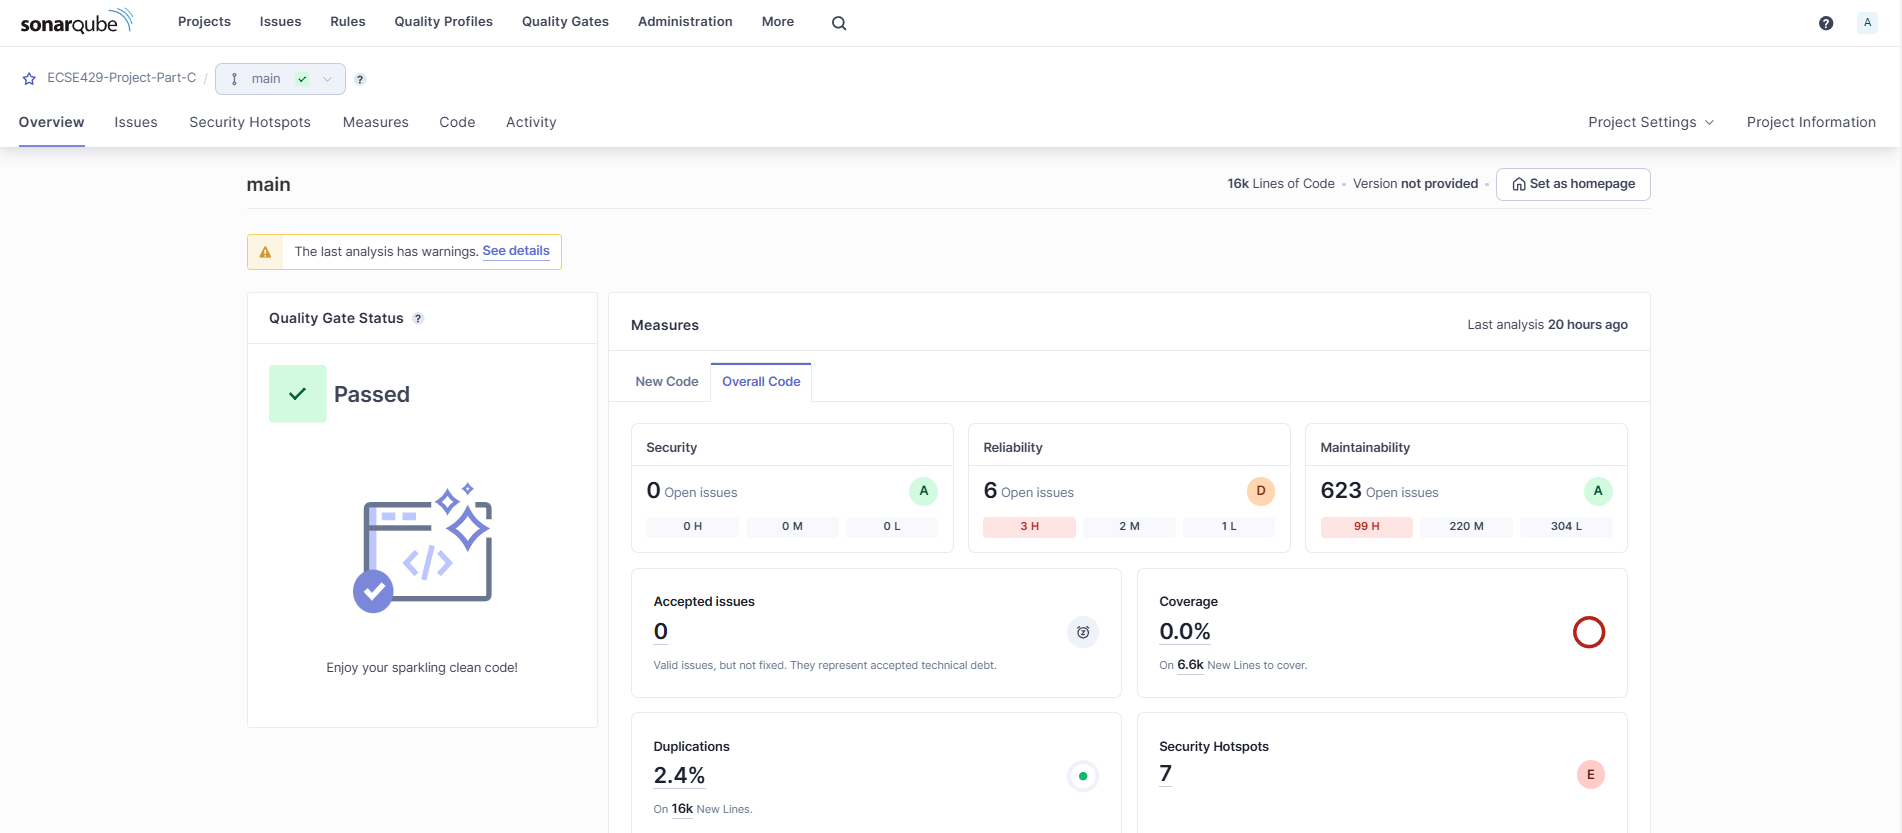 sonarqube Projects Issues Rules Quality Profiles Quality Gates Administration More ? A
ECSE429-Project-Part-C / main ?
Overview Issues Security Hotspots Measures Code Activity Project Settings Project Information
main 16k Lines of Code • Version not provided • Set as homepage
The last analysis has warnings. See details
Quality Gate Status ?
Passed
Enjoy your sparkling clean code!
Measures Last analysis 20 hours ago
New Code Overall Code
Security
0 Open issues A
0 H 0 M 0 L
Reliability
6 Open issues D
3 H 2 M 1 L
Maintainability
623 Open issues A
99 H 220 M 304 L
Accepted issues
0
Valid issues, but not fixed. They represent accepted technical debt.
Coverage
0.0%
On 6.6k New Lines to cover.
Duplications
2.4%
On 16k New Lines.
Security Hotspots
7 E